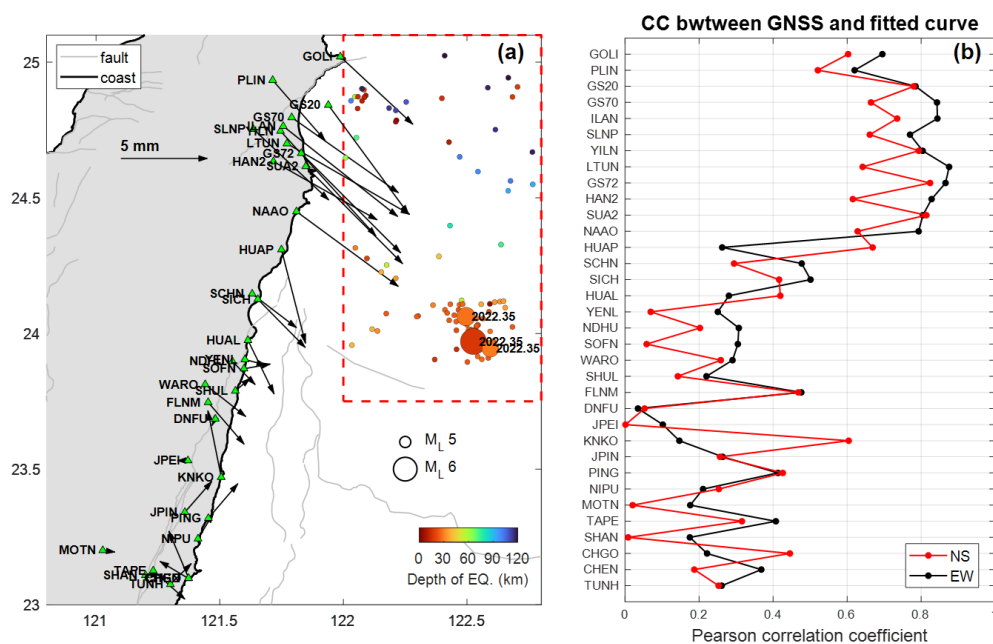 (a)
fault
coast
GOLI
PLIN
GS20
GS70
ILAN
SLNP
YILN
LTUN
GS72
HAN2
SUA2
5 mm
NAAO
HUAP
SCHN
SICH
2022.35
2022.35
2022.35
HUAL
YENL
NDHU
SOFN
WARO
SHUL
FLNM
DNFU
JPEI
KNKO
JPIN
PING
NIPU
MOTN
TAPE
SHAN
CHEN
TUNH
M_L 5
M_L 6
0 30 60 90 120
Depth of EQ. (km)
25
24.5
24
23.5
23
121 121.5 122 122.5
CC bwtween GNSS and fitted curve
(b)
GOLI
PLIN
GS20
GS70
ILAN
SLNP
YILN
LTUN
GS72
HAN2
SUA2
NAAO
HUAP
SCHN
SICH
HUAL
YENL
NDHU
SOFN
WARO
SHUL
FLNM
DNFU
JPEI
KNKO
JPIN
PING
NIPU
MOTN
TAPE
SHAN
CHGO
CHEN
TUNH
NS
EW
0 0.2 0.4 0.6 0.8 1
Pearson correlation coefficient